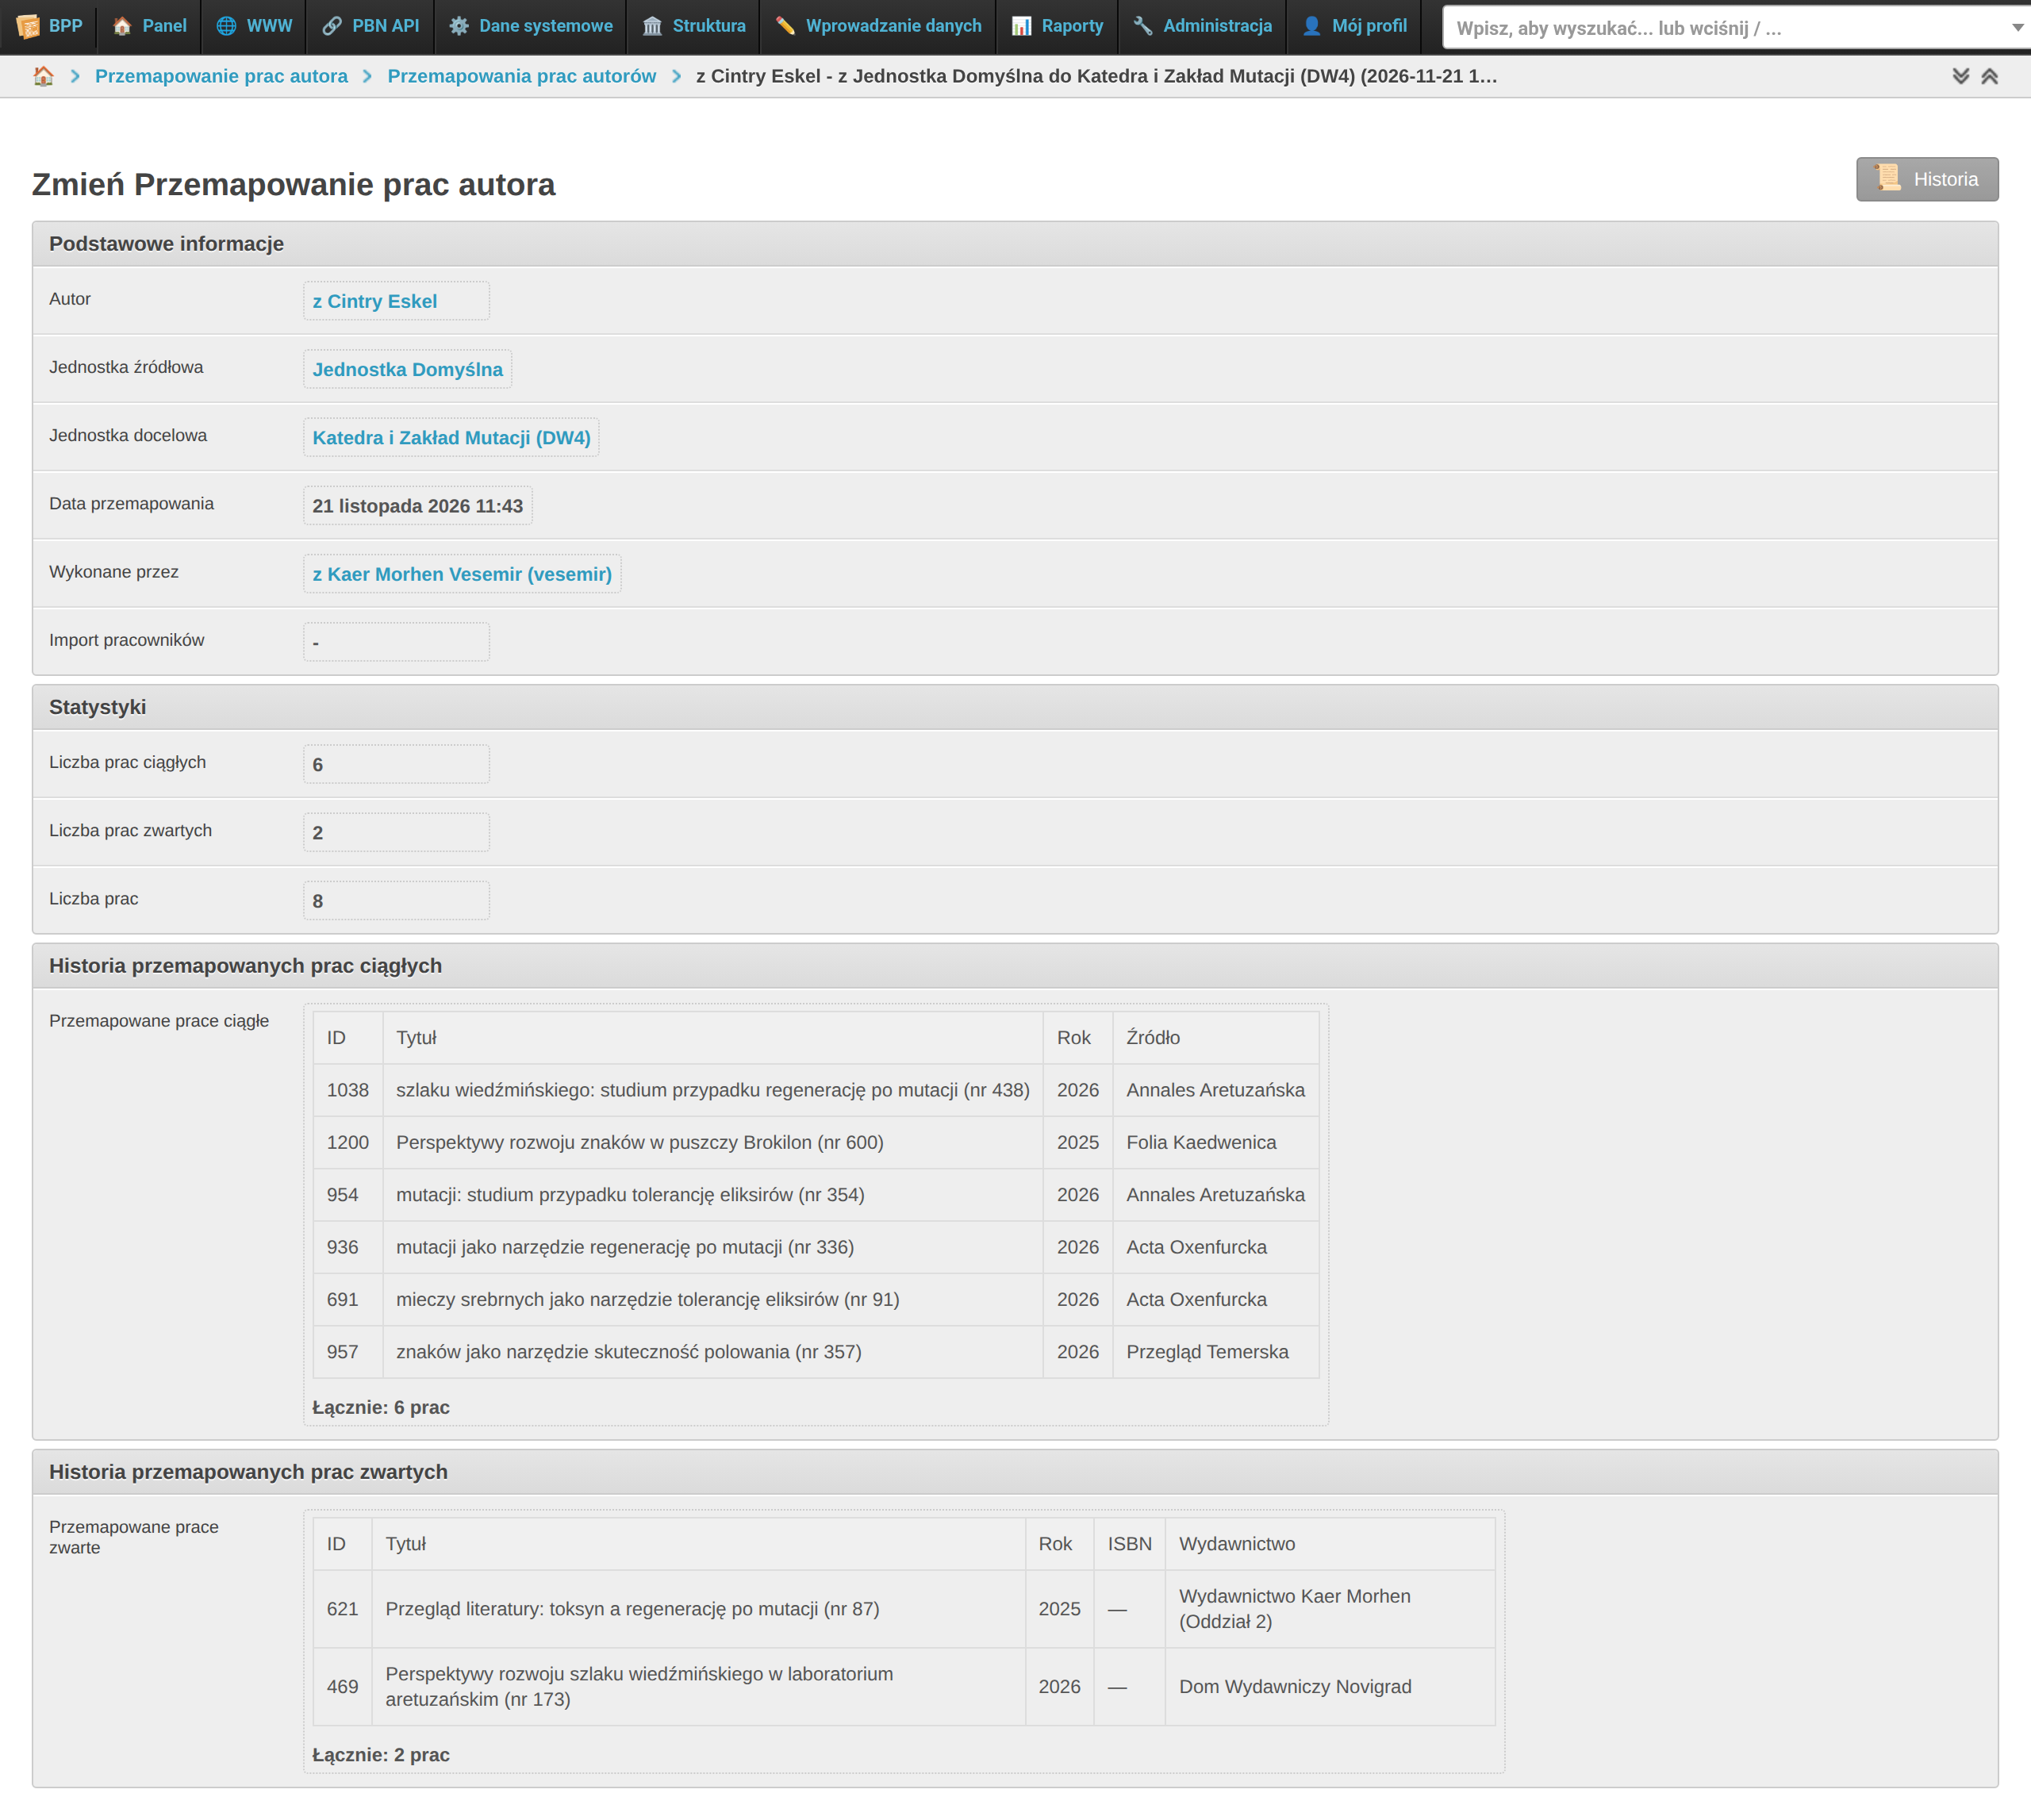 BPP Panel WWW PBN API Dane systemowe Struktura Wprowadzanie danych Raporty Administracja Mój profil Wpisz, aby wyszukać... lub wciśnij / ...
Przemapowanie prac autora Przemapowania prac autorów z Cintry Eskel - z Jednostka Domyślna do Katedra i Zakład Mutacji (DW4) (2026-11-21 1…
Zmień Przemapowanie prac autora
Historia
Podstawowe informacje
Autor z Cintry Eskel
Jednostka źródłowa Jednostka Domyślna
Jednostka docelowa Katedra i Zakład Mutacji (DW4)
Data przemapowania 21 listopada 2026 11:43
Wykonane przez z Kaer Morhen Vesemir (vesemir)
Import pracowników -
Statystyki
Liczba prac ciągłych 6
Liczba prac zwartych 2
Liczba prac 8
Historia przemapowanych prac ciągłych
Przemapowane prace ciągłe
ID Tytuł Rok Źródło
1038 szlaku wiedźmińskiego: studium przypadku regenerację po mutacji (nr 438) 2026 Annales Aretuzańska
1200 Perspektywy rozwoju znaków w puszczy Brokilon (nr 600) 2025 Folia Kaedwenica
954 mutacji: studium przypadku tolerancję eliksirów (nr 354) 2026 Annales Aretuzańska
936 mutacji jako narzędzie regenerację po mutacji (nr 336) 2026 Acta Oxenfurcka
691 mieczy srebrnych jako narzędzie tolerancję eliksirów (nr 91) 2026 Acta Oxenfurcka
957 znaków jako narzędzie skuteczność polowania (nr 357) 2026 Przegląd Temerska
Łącznie: 6 prac
Historia przemapowanych prac zwartych
Przemapowane prace
zwarte
ID Tytuł Rok ISBN Wydawnictwo
621 Przegląd literatury: toksyn a regenerację po mutacji (nr 87) 2025 — Wydawnictwo Kaer Morhen
(Oddział 2)
469 Perspektywy rozwoju szlaku wiedźmińskiego w laboratorium
aretuzańskim (nr 173) 2026 — Dom Wydawniczy Novigrad
Łącznie: 2 prac